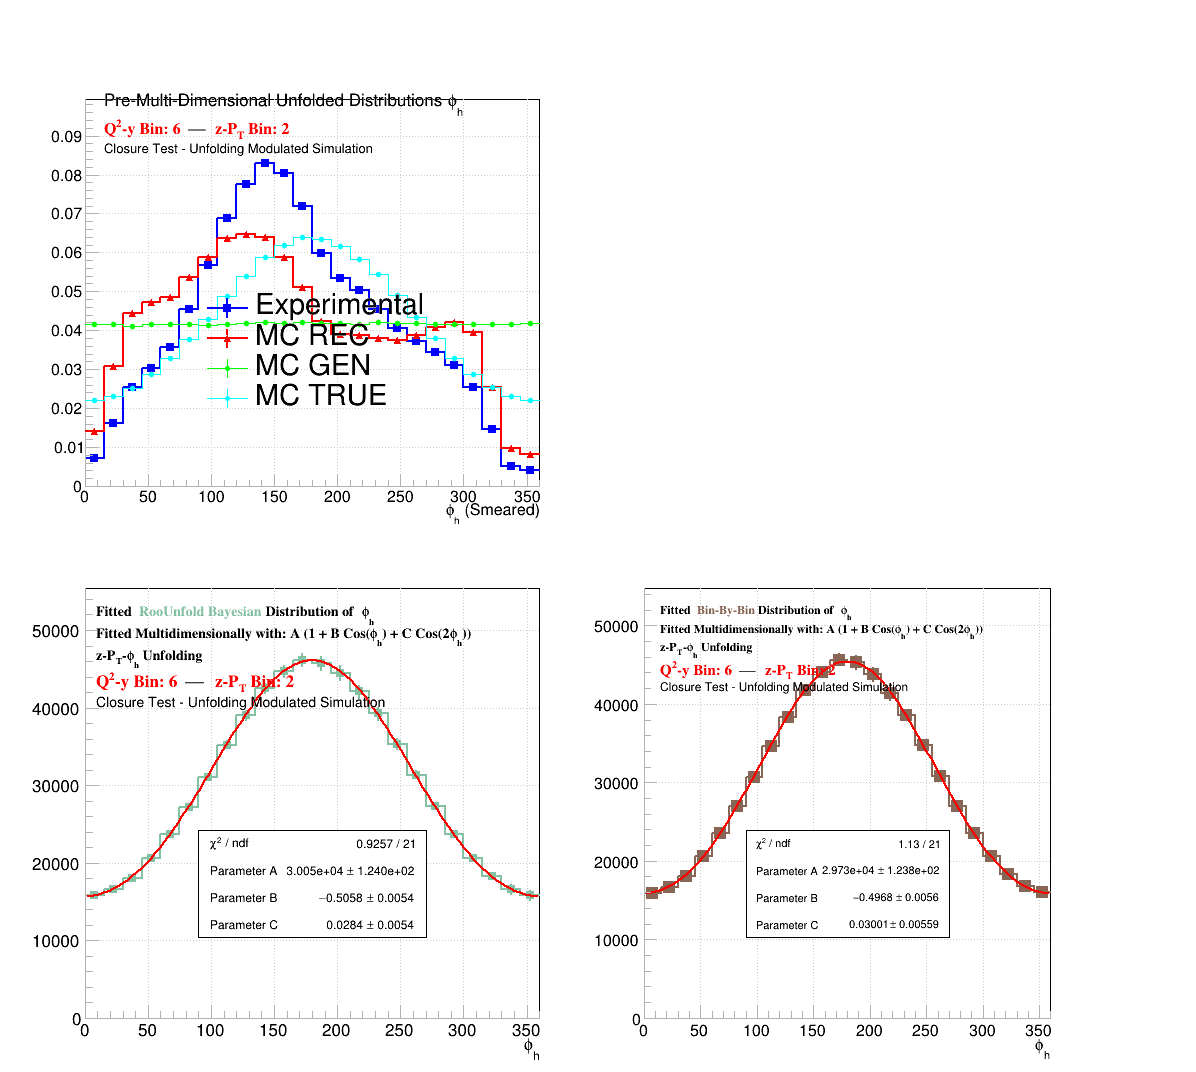 Pre-Multi-Dimensional Unfolded Distributions ϕh
Q²-y Bin: 6 — z-PT Bin: 2
Closure Test - Unfolding Modulated Simulation
0.09
0.08
0.07
0.06
0.05
0.04
0.03
0.02
0.01
0
Experimental
MC REC
MC GEN
MC TRUE
0 50 100 150 200 250 300 350
ϕh (Smeared)
Fitted RooUnfold Bayesian Distribution of ϕh
Fitted Multidimensionally with: A (1 + B Cos(ϕh) + C Cos(2ϕh))
z-PT-ϕh Unfolding
Q²-y Bin: 6 — z-PT Bin: 2
Closure Test - Unfolding Modulated Simulation
50000
40000
30000
20000
10000
0
χ² / ndf 0.9257 / 21
Parameter A 3.005e+04 ± 1.240e+02
Parameter B −0.5058 ± 0.0054
Parameter C 0.0284 ± 0.0054
0 50 100 150 200 250 300 350
ϕh
Fitted Bin-By-Bin Distribution of ϕh
Fitted Multidimensionally with: A (1 + B Cos(ϕh) + C Cos(2ϕh))
z-PT-ϕh Unfolding
Q²-y Bin: 6 — z-PT Bin: 2
Closure Test - Unfolding Modulated Simulation
50000
40000
30000
20000
10000
0
χ² / ndf 1.13 / 21
Parameter A 2.973e+04 ± 1.238e+02
Parameter B −0.4968 ± 0.0056
Parameter C 0.03001 ± 0.00559
0 50 100 150 200 250 300 350
ϕh